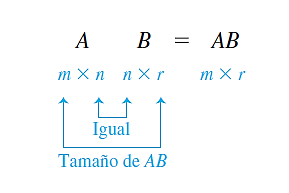 A B = AB
m × n n × r m × r
Igual
Tamaño de AB